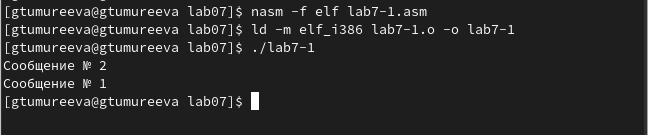 [gtumureeva@gtumureeva lab07]$ nasm -f elf lab7-1.asm
[gtumureeva@gtumureeva lab07]$ ld -m elf_i386 lab7-1.o -o lab7-1
[gtumureeva@gtumureeva lab07]$ ./lab7-1
Сообщение № 2
Сообщение № 1
[gtumureeva@gtumureeva lab07]$